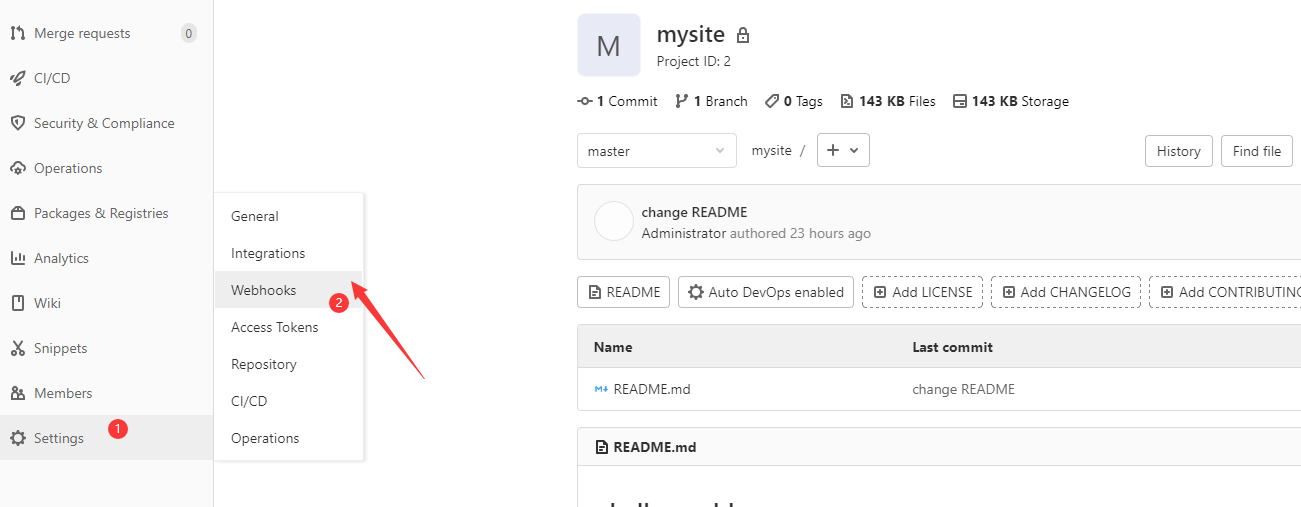 Merge requests 0
CI/CD
Security & Compliance
Operations
Packages & Registries
Analytics
Wiki
Snippets
Members
Settings 1
General
Integrations
Webhooks
2
Access Tokens
Repository
CI/CD
Operations
M
mysite
Project ID: 2
1 Commit 1 Branch 0 Tags 143 KB Files 143 KB Storage
master mysite / + History Find file
change README
Administrator authored 23 hours ago
README Auto DevOps enabled Add LICENSE Add CHANGELOG Add CONTRIBUTING
Name Last commit
README.md change README
README.md